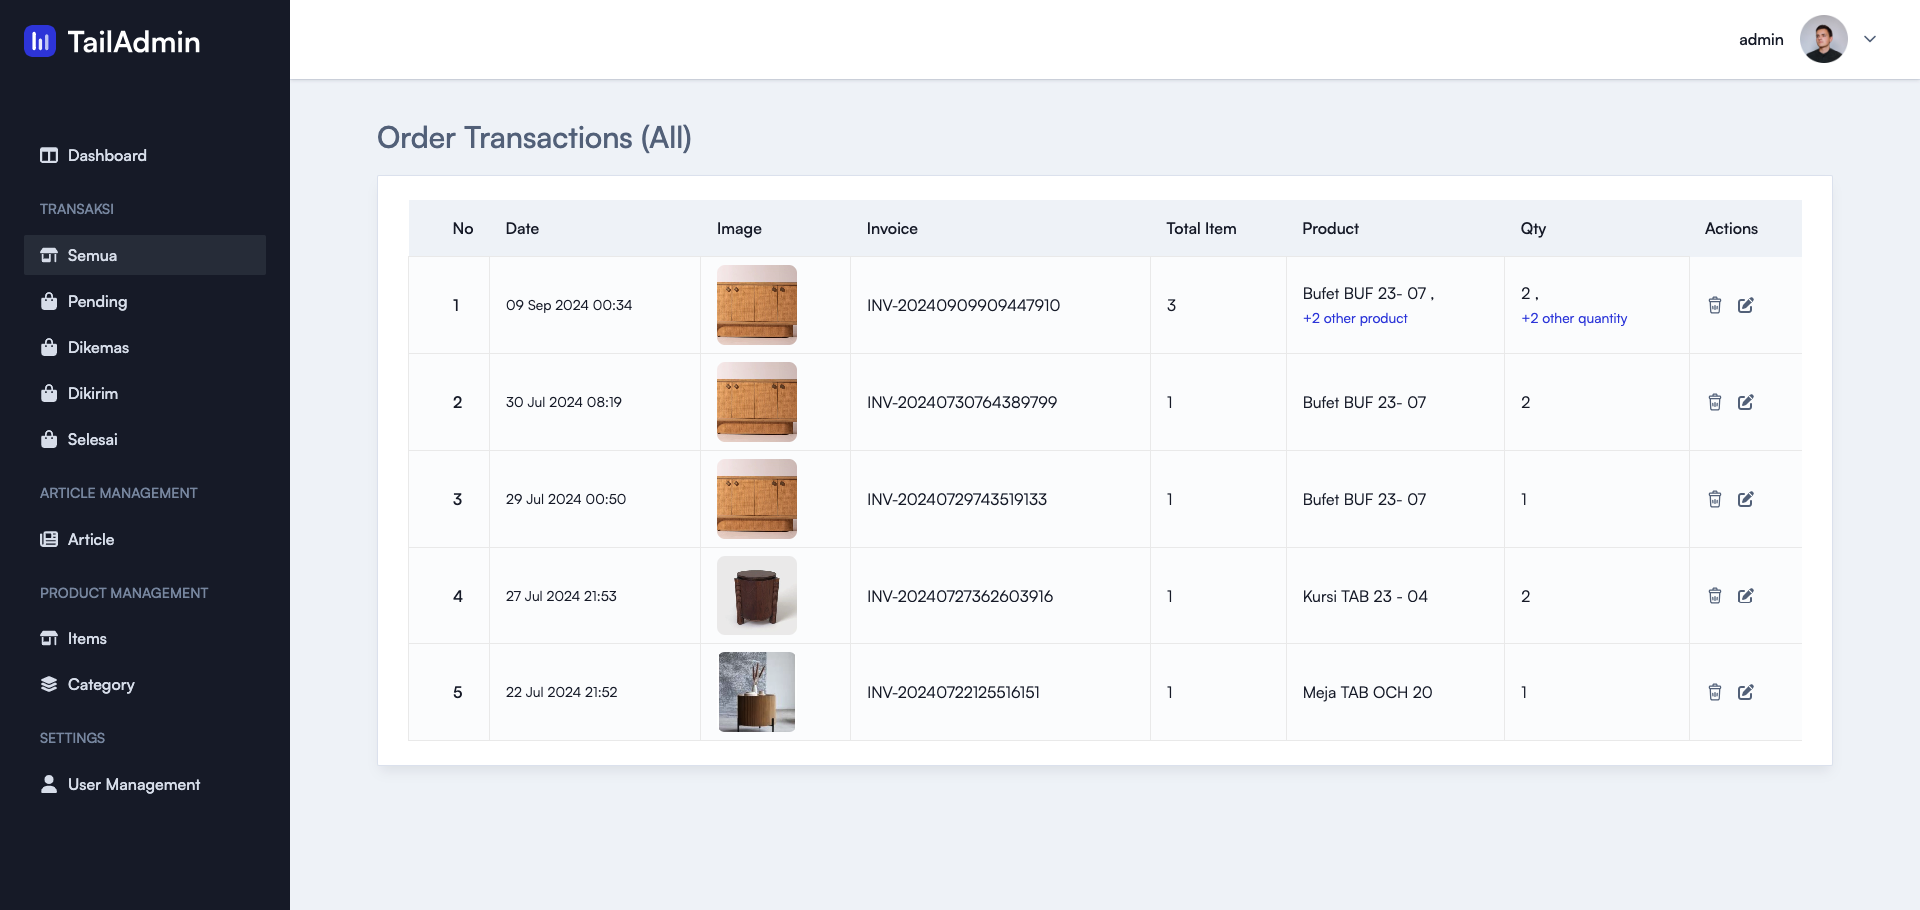 TailAdmin
admin
Dashboard
TRANSAKSI
Semua
Pending
Dikemas
Dikirim
Selesai
ARTICLE MANAGEMENT
Article
PRODUCT MANAGEMENT
Items
Category
SETTINGS
User Management
Order Transactions (All)
No Date Image Invoice Total Item Product Qty Actions
1 09 Sep 2024 00:34 INV-20240909909447910 3 Bufet BUF 23- 07 , 2 ,
+2 other product +2 other quantity
2 30 Jul 2024 08:19 INV-20240730764389799 1 Bufet BUF 23- 07 2
3 29 Jul 2024 00:50 INV-20240729743519133 1 Bufet BUF 23- 07 1
4 27 Jul 2024 21:53 INV-20240727362603916 1 Kursi TAB 23 - 04 2
5 22 Jul 2024 21:52 INV-20240722125516151 1 Meja TAB OCH 20 1